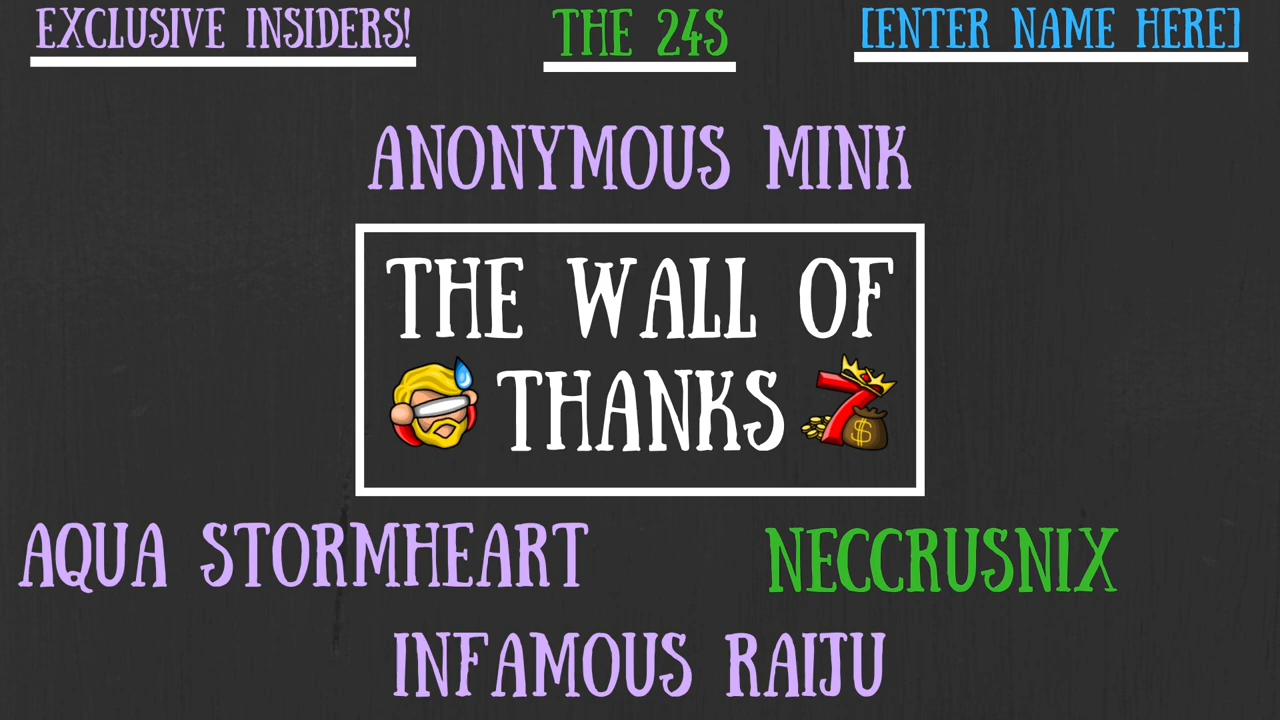 EXCLUSIVE INSIDERS!
THE 24S
[ENTER NAME HERE]
ANONYMOUS MINK
THE WALL OF
THANKS
AQUA STORMHEART
NECCRUSNIX
INFAMOUS RAIJU